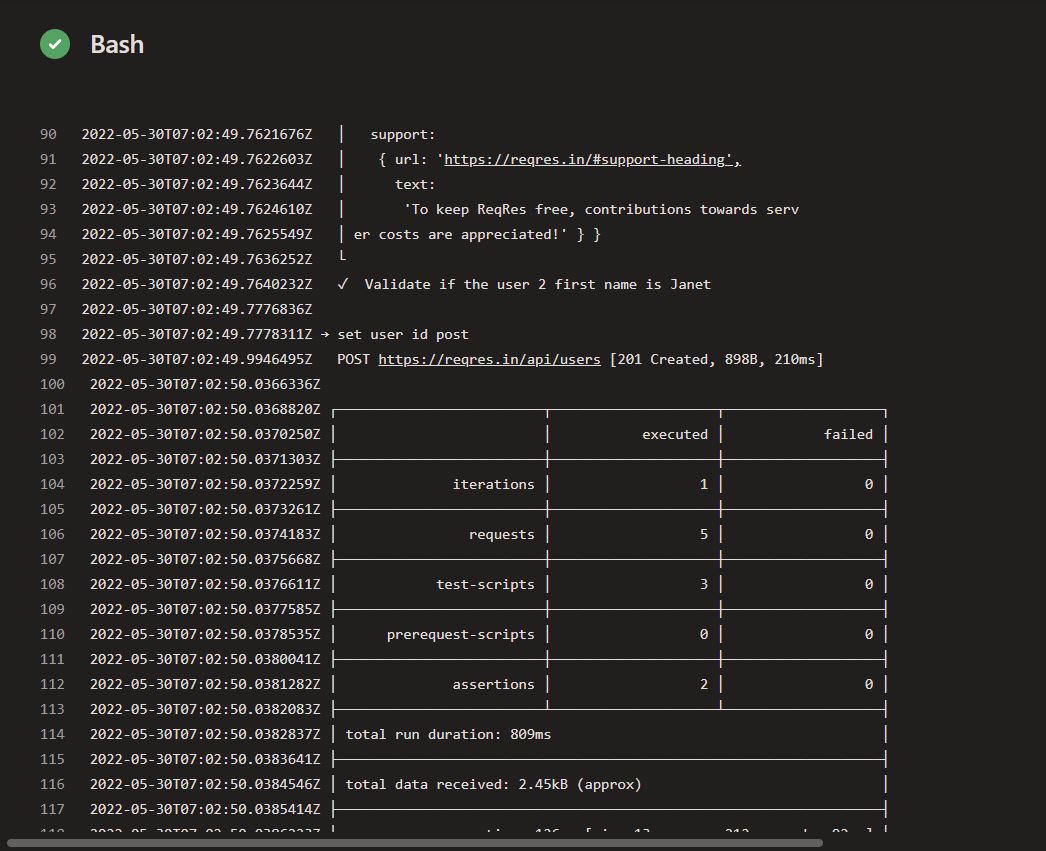 Bash
90 2022-05-30T07:02:49.7621676Z │ support:
91 2022-05-30T07:02:49.7622603Z │ { url: 'https://reqres.in/#support-heading',
92 2022-05-30T07:02:49.7623644Z │ text:
93 2022-05-30T07:02:49.7624610Z │ 'To keep ReqRes free, contributions towards serv
94 2022-05-30T07:02:49.7625549Z │ er costs are appreciated!' } }
95 2022-05-30T07:02:49.7636252Z └
96 2022-05-30T07:02:49.7640232Z √ Validate if the user 2 first name is Janet
97 2022-05-30T07:02:49.7776836Z
98 2022-05-30T07:02:49.7778311Z → set user id post
99 2022-05-30T07:02:49.9946495Z POST https://reqres.in/api/users [201 Created, 898B, 210ms]
100 2022-05-30T07:02:50.0366336Z
101 2022-05-30T07:02:50.0368820Z
102 2022-05-30T07:02:50.0370250Z │ │ executed │ failed │
103 2022-05-30T07:02:50.0371303Z
104 2022-05-30T07:02:50.0372259Z │ iterations │ 1 │ 0 │
105 2022-05-30T07:02:50.0373261Z
106 2022-05-30T07:02:50.0374183Z │ requests │ 5 │ 0 │
107 2022-05-30T07:02:50.0375668Z
108 2022-05-30T07:02:50.0376611Z │ test-scripts │ 3 │ 0 │
109 2022-05-30T07:02:50.0377585Z
110 2022-05-30T07:02:50.0378535Z │ prerequest-scripts │ 0 │ 0 │
111 2022-05-30T07:02:50.0380041Z
112 2022-05-30T07:02:50.0381282Z │ assertions │ 2 │ 0 │
113 2022-05-30T07:02:50.0382083Z
114 2022-05-30T07:02:50.0382837Z │ total run duration: 809ms │
115 2022-05-30T07:02:50.0383641Z
116 2022-05-30T07:02:50.0384546Z │ total data received: 2.45kB (approx) │
117 2022-05-30T07:02:50.0385414Z